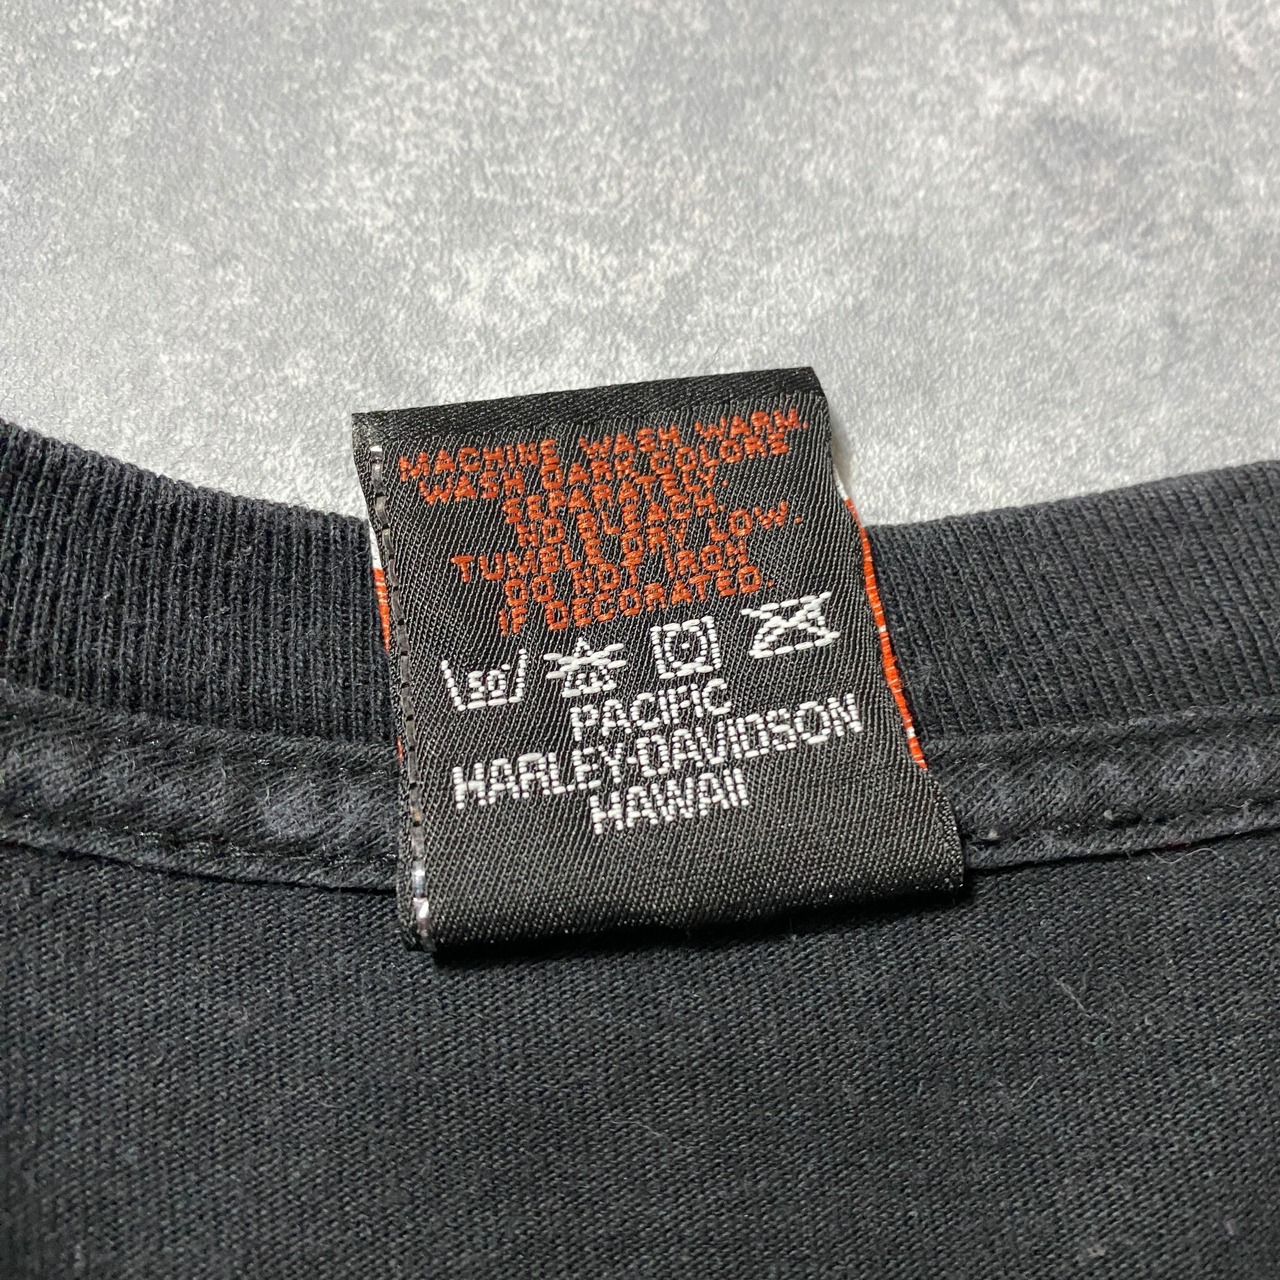 MACHINE WASH WARM.
WASH DARK COLORS
SEPARATELY.
NO BLEACH.
TUMBLE DRY LOW.
DO NOT IRON
IF DECORATED.
50°
PACIFIC
HARLEY-DAVIDSON
HAWAII